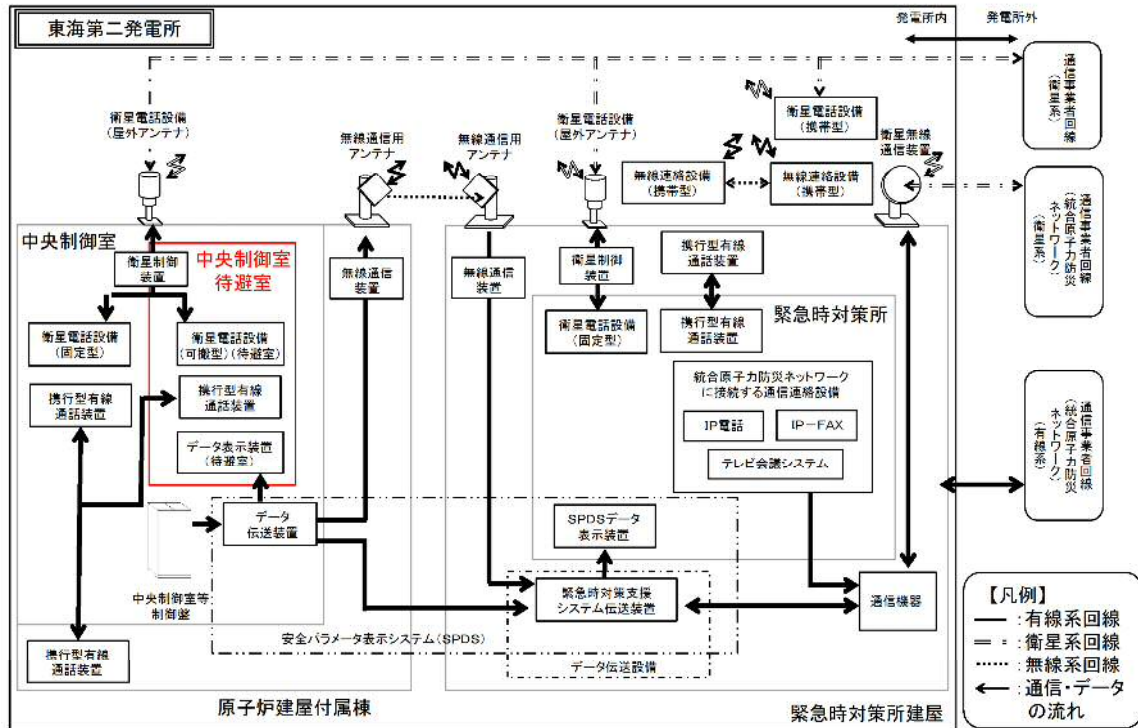 東海第二発電所
発電所内
発電所外
衛星電話設備
(屋外アンテナ)
無線通信用
アンテナ
無線通信用
アンテナ
衛星電話設備
(屋外アンテナ)
衛星電話設備
(携帯型)
無線連絡設備
(携帯型)
無線連絡設備
(携帯型)
衛星無線
通信装置
通信事業者回線
(衛星系)
通信事業者回線
(統合原子力防災
ネットワーク)
(衛星系)
通信事業者回線
(統合原子力防災
ネットワーク)
(有線系)
中央制御室
衛星制御
装置
中央制御室
待避室
衛星電話設備
(固定型)
衛星電話設備
(可搬型)(待避室)
携行型有線
通話装置
携行型有線
通話装置
データ表示装置
(待避室)
データ
伝送装置
中央制御室等
制御盤
携行型有線
通話装置
原子炉建屋付属棟
無線通信
装置
無線通信
装置
衛星制御
装置
携行型有線
通話装置
緊急時対策所
衛星電話設備
(固定型)
携行型有線
通話装置
統合原子力防災ネットワーク
に接続する通信連絡設備
IP電話
IP-FAX
テレビ会議システム
SPDSデータ
表示装置
緊急時対策支援
システム伝送装置
通信機器
安全パラメータ表示システム(SPDS)
データ伝送設備
緊急時対策所建屋
【凡例】
:有線系回線
:衛星系回線
:無線系回線
:通信・データ
の流れ